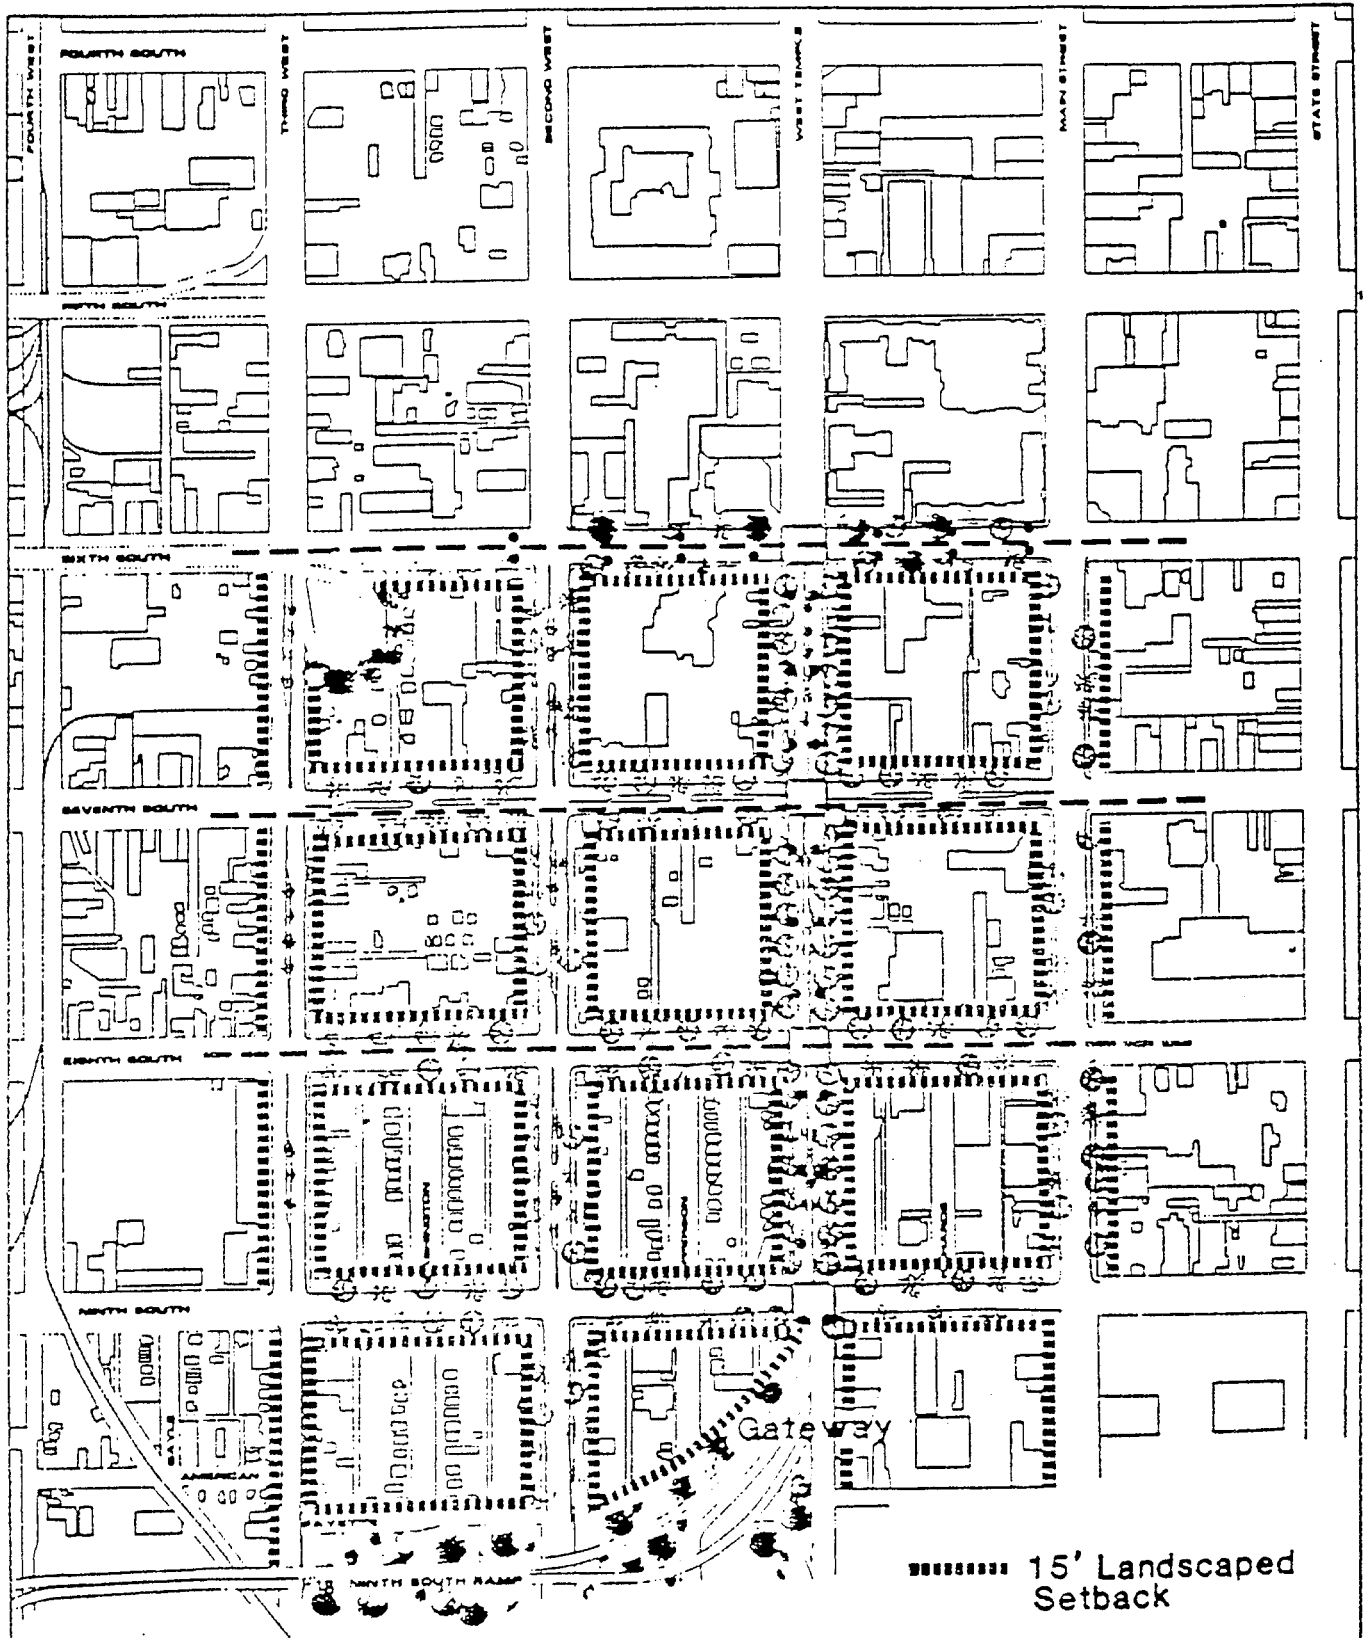 FOURTH SOUTH
FOURTH WEST
THIRD WEST
SECOND WEST
WEST TEMPLE
MAIN STREET
STATE STREET
FIFTH SOUTH
SIXTH SOUTH
SEVENTH SOUTH
EIGHTH SOUTH
NINTH SOUTH
AMERICAN
Gateway
NINTH SOUTH RAMP
15' Landscaped
Setback